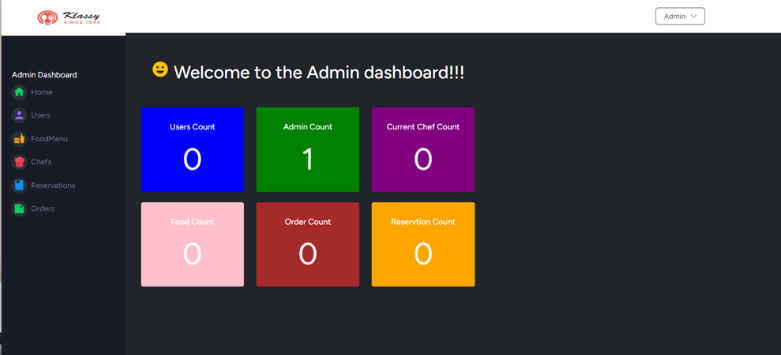 Klassy
SINCE 1966
Admin
Admin Dashboard
Home
Users
FoodMenu
Chefs
Reservations
Orders
Welcome to the Admin dashboard!!!
Users Count
0
Admin Count
1
Current Chef Count
0
Food Count
0
Order Count
0
Reservtion Count
0